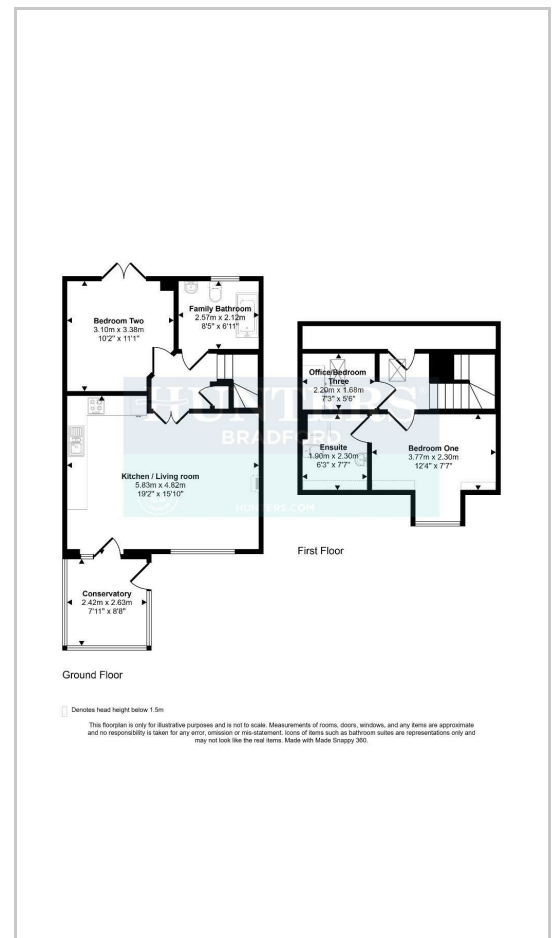 Bedroom Two
3.10m x 3.38m
10'2" x 11'1"
Family Bathroom
2.57m x 2.12m
8'5" x 6'11"
Office/Bedroom
Three
2.20m x 1.68m
7'3" x 5'6"
HUNTERS®
BRADFORD
HUNTERS.COM
Kitchen / Living room
5.83m x 4.82m
19'2" x 15'10"
Ensuite
1.90m x 2.30m
6'3" x 7'7"
Bedroom One
3.77m x 2.30m
12'4" x 7'7"
First Floor
Conservatory
2.42m x 2.63m
7'11" x 8'8"
Ground Floor
Denotes head height below 1.5m
This floorplan is only for illustrative purposes and is not to scale. Measurements of rooms, doors, windows, and any items are approximate
and no responsibility is taken for any error, omission or mis-statement. Icons of items such as bathroom suites are representations only and
may not look like the real items. Made with Made Snappy 360.